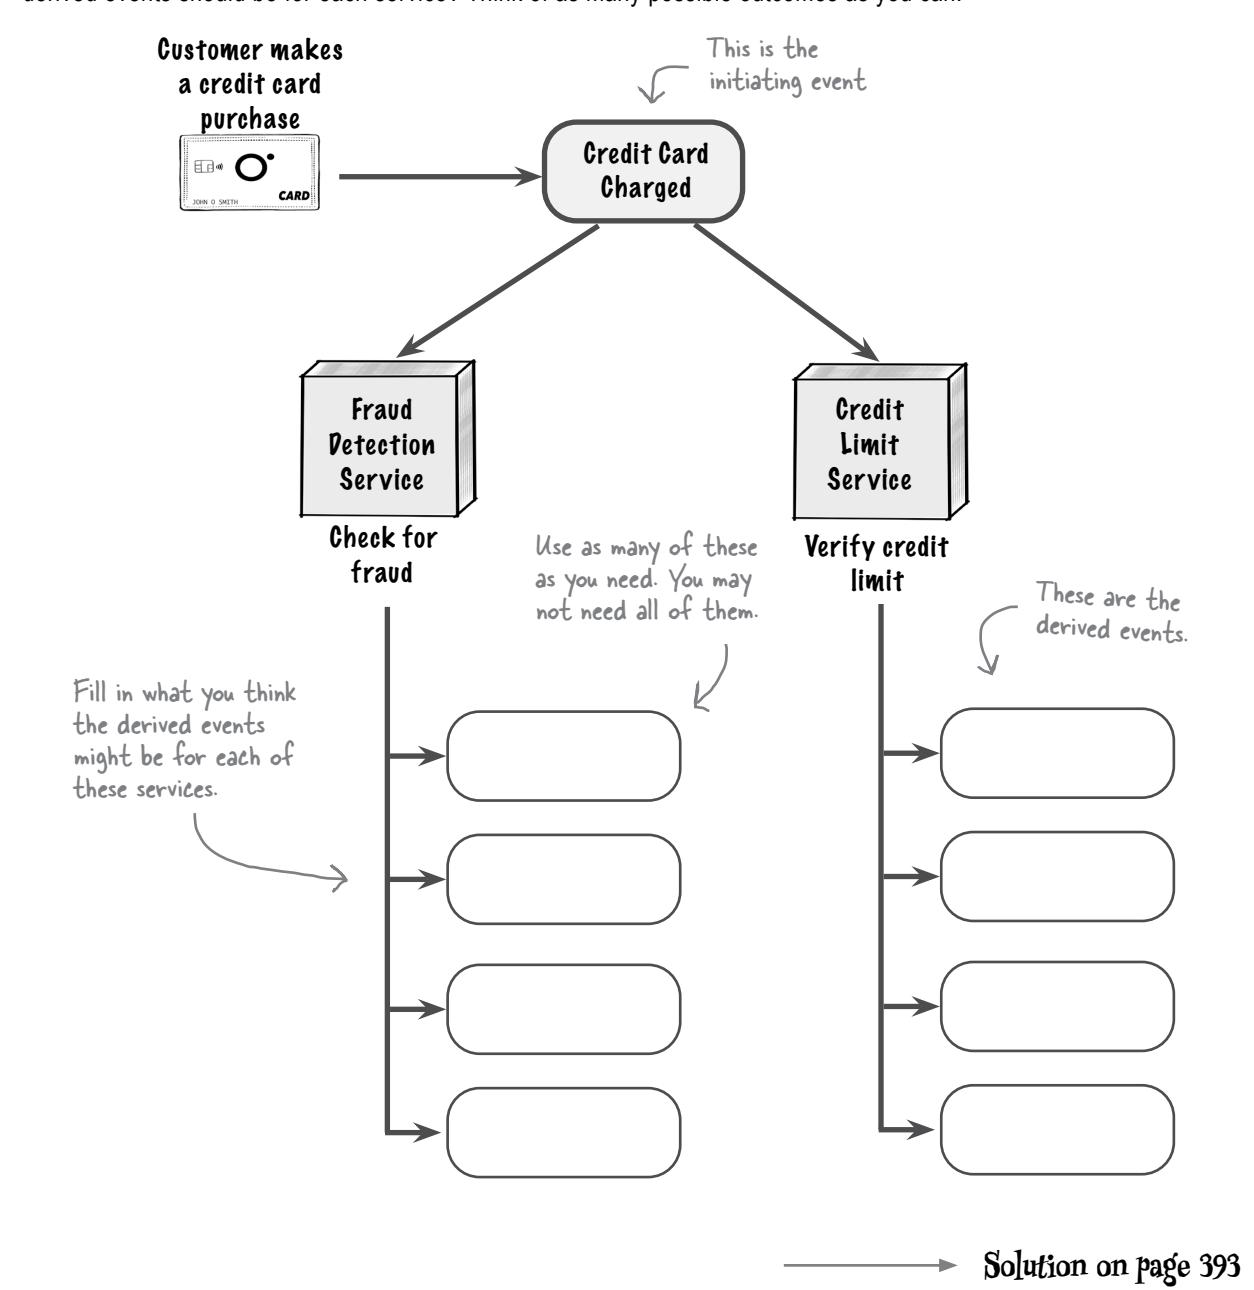 derived events should be for each service? Think of as many possible outcomes as you can.
Customer makes
a credit card
purchase
This is the
initiating event
CARD
JOHN O SMITH
Credit Card
Charged
Fraud
Detection
Service
Check for
fraud
Credit
Limit
Service
Verify credit
limit
Use as many of these
as you need. You may
not need all of them.
These are the
derived events.
Fill in what you think
the derived events
might be for each of
these services.
Solution on page 393